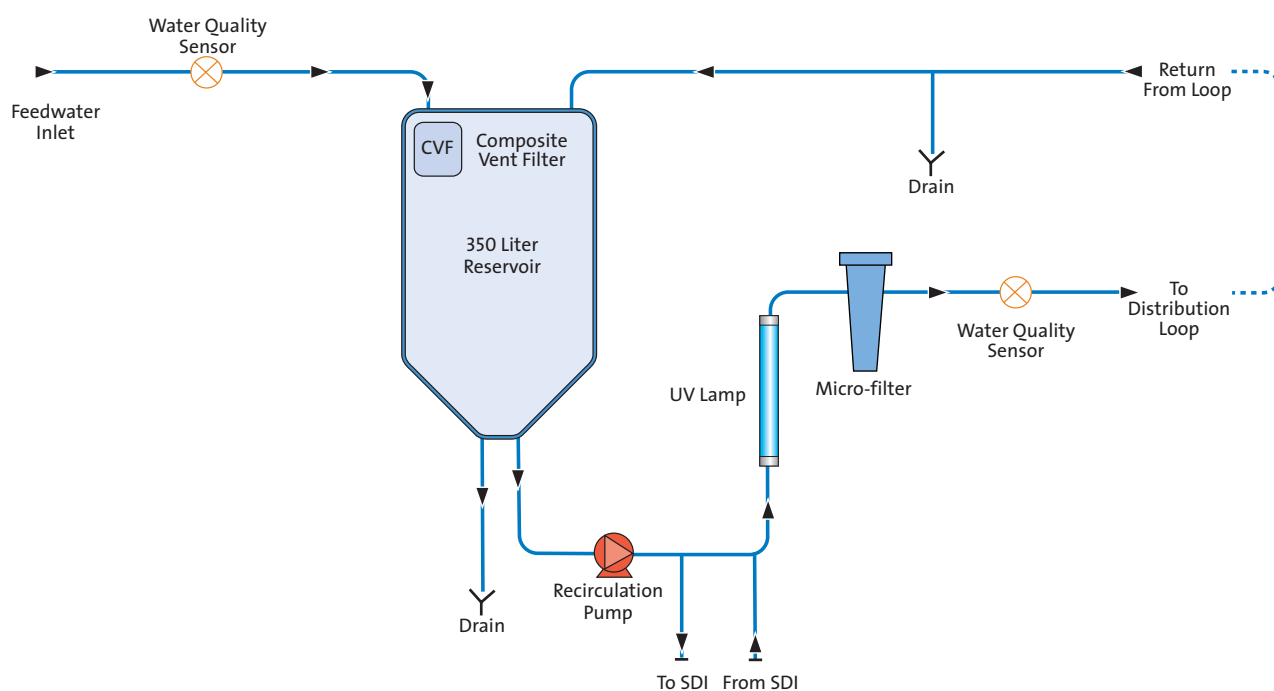 Water Quality
Sensor
Feedwater
Inlet
Return
From Loop
CVF
Composite
Vent Filter
Drain
350 Liter
Reservoir
To
Distribution
Loop
Water Quality
Sensor
UV Lamp
Micro-filter
Recirculation
Pump
Drain
To SDI
From SDI